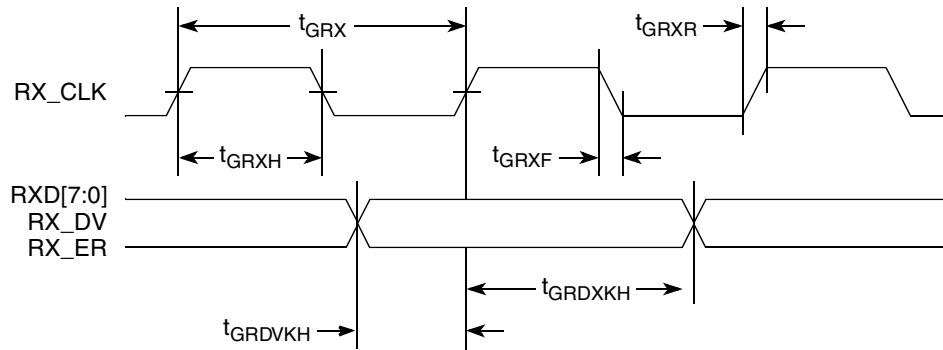 tGRX
tGRXR
RX_CLK
tGRXH
tGRXF
RXD[7:0]
RX_DV
RX_ER
tGRDXKH
tGRDVKH